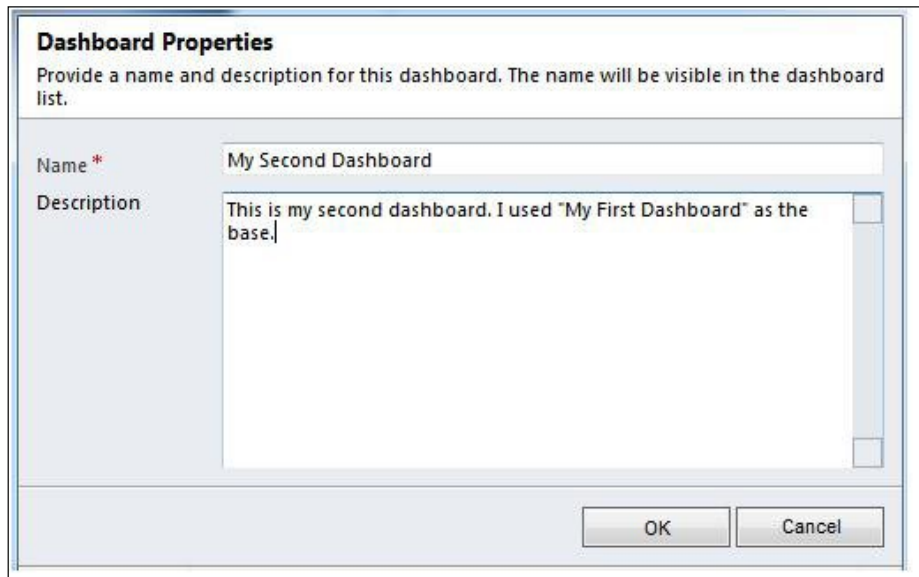 Dashboard Properties
Provide a name and description for this dashboard. The name will be visible in the dashboard
list.
Name *
My Second Dashboard
Description
This is my second dashboard. I used "My First Dashboard" as the
base.
OK
Cancel